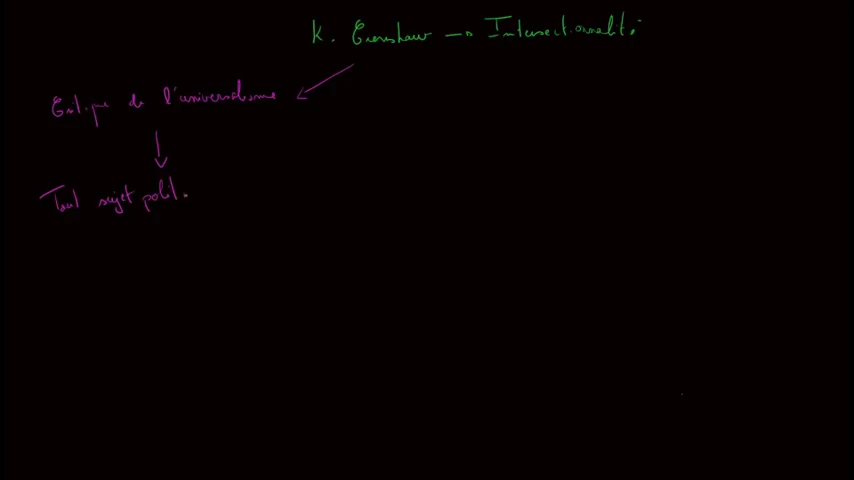 K. Crenshaw → Intersectionnalité
Critique de l'universalisme
Tout sujet polit.